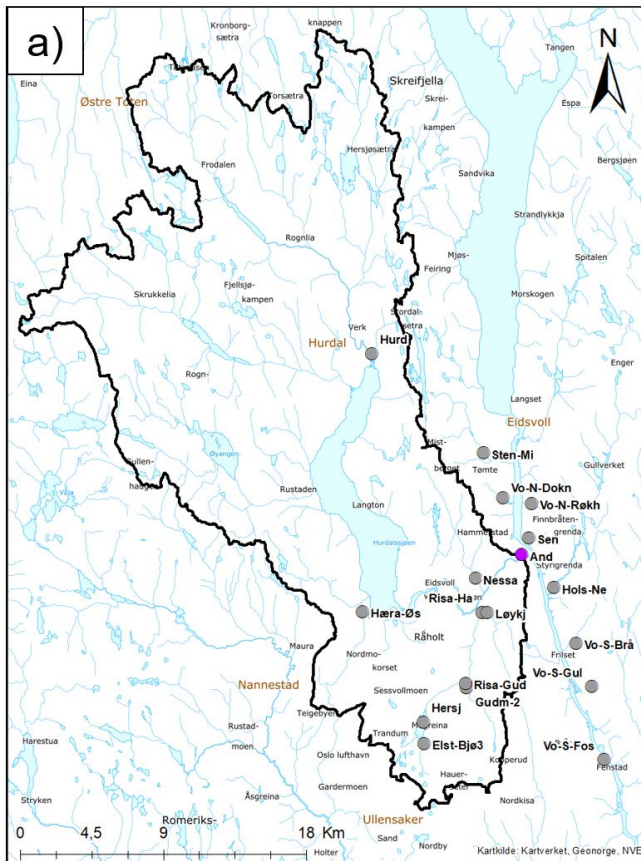 a)
N
Kronborg-
sætra
knappen
Tangen
Eina
Torsætra
Skreifjella
Østre Toten
Skrei-
kampen
Espa
Hersjøsætra
Bergsjøen
Frodalen
Sandvika
Strandlykkja
Rognlia
Mjøs-
Feiring
Spitalen
Skrukkelia
Fjellsjø-
kampen
Morskogen
Stordal-
sætra
Verk
Hurdal
Hurd
Enger
Rogn-
Langset
Eidsvoll
Mist-
berget
Sten-Mi
Tømte
Gullverket
Øyangen
Rustaden
Langton
Vo-N-Dokn
Vo-N-Røkh
Finnbråten-
grenda
Hurdalssjøen
Hammerstad
Sen
And
Styrigrenda
Eidsvoll
Nessa
Hols-Ne
Risa-Ha
Hæra-Øs
Løykj
Råholt
Maura
Nordmo-
korset
Vo-S-Brå
Frilset
Nannestad
Sessvollmoen
Risa-Gud
Vo-S-Gul
Gudm-2
Teigebyen
Hersj
Rustad-
moen
Trandum
Elst-Bjø3
Vo-S-Fos
Harestua
Oslo lufthavn
Kopperud
Fenstad
Gardermoen
Hauer-
seter
Stryken
Åsgreina
Ullensaker
Nordkisa
Romeriks-
Sand
Nordby
Holter
0 4,5 9 18 Km
Kartkilde: Kartverket, Geonorge, NVE